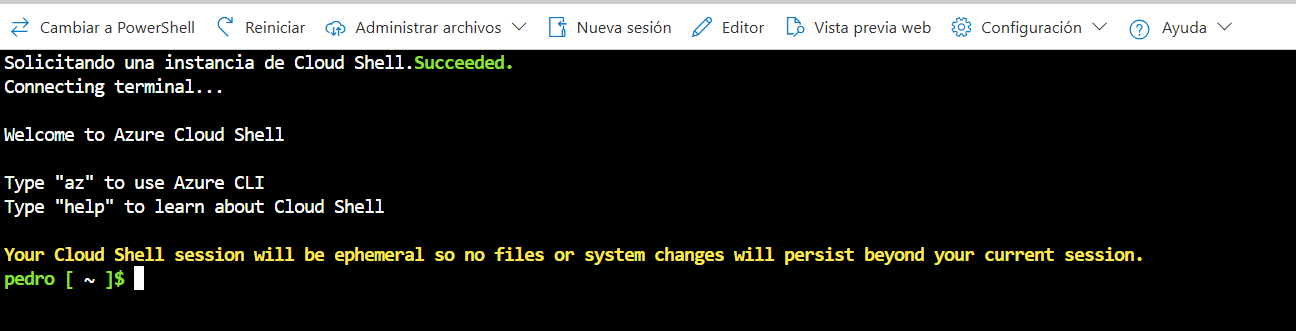 Cambiar a PowerShell Reiniciar Administrar archivos Nueva sesión Editor Vista previa web Configuración Ayuda
Solicitando una instancia de Cloud Shell.Succeeded.
Connecting terminal...
Welcome to Azure Cloud Shell
Type "az" to use Azure CLI
Type "help" to learn about Cloud Shell
Your Cloud Shell session will be ephemeral so no files or system changes will persist beyond your current session.
pedro [ ~ ]$